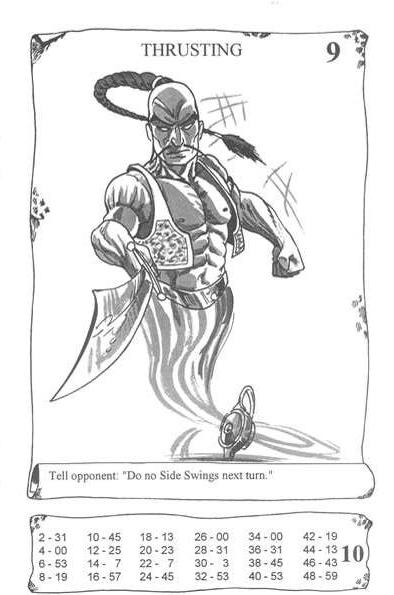 THRUSTING 9
Tell opponent: "Do no Side Swings next turn."
2 - 31 10 - 45 18 - 13 26 - 00 34 - 00 42 - 19
4 - 00 12 - 25 20 - 23 28 - 31 36 - 31 44 - 13
6 - 53 14 - 7 22 - 7 30 - 3 38 - 45 46 - 43
8 - 19 16 - 57 24 - 45 32 - 53 40 - 53 48 - 59
10